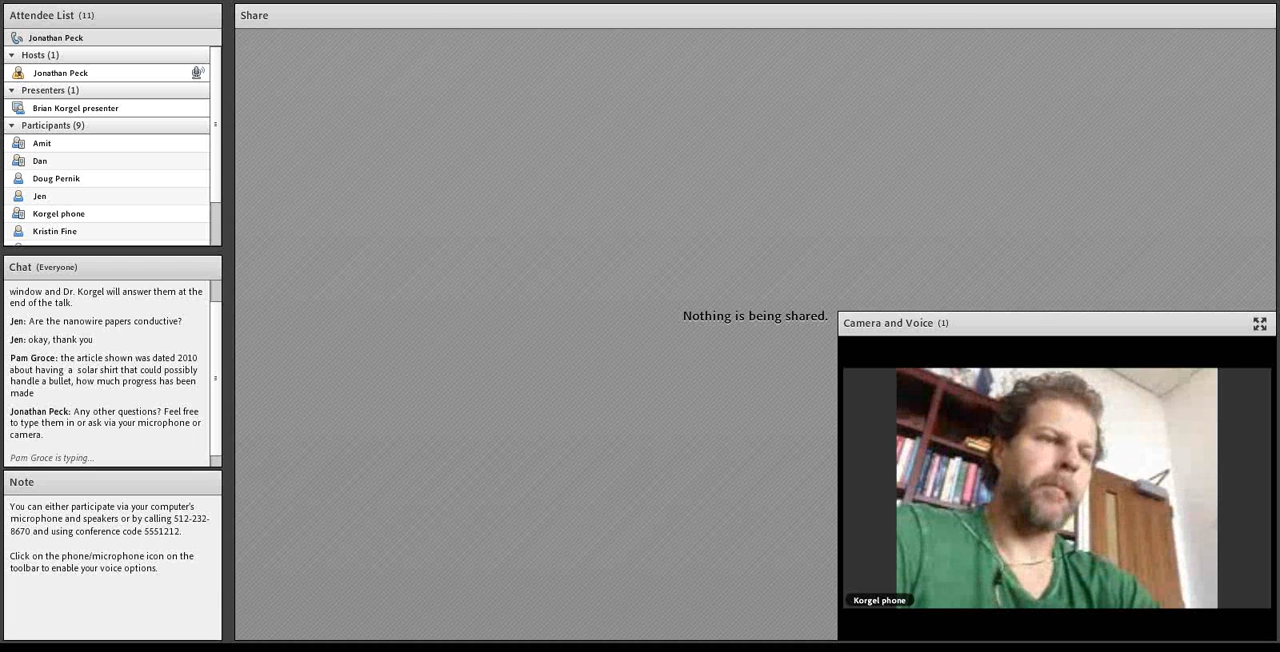 Attendee List (11)
Jonathan Peck
Hosts (1)
Jonathan Peck
Presenters (1)
Brian Korgel presenter
Participants (9)
Amit
Dan
Doug Pernik
Jen
Korgel phone
Kristin Fine
Chat (Everyone)
window and Dr. Korgel will answer them at the
end of the talk.
Jen: Are the nanowire papers conductive?
Jen: okay, thank you
Pam Groce: the article shown was dated 2010
about having a solar shirt that could possibly
handle a bullet, how much progress has been
made
Jonathan Peck: Any other questions? Feel free
to type them in or ask via your microphone or
camera.
Pam Groce is typing...
Note
You can either participate via your computer's
microphone and speakers or by calling 512-232-
8670 and using conference code 5551212.
Click on the phone/microphone icon on the
toolbar to enable your voice options.
Share
Nothing is being shared.
Camera and Voice (1)
Korgel phone